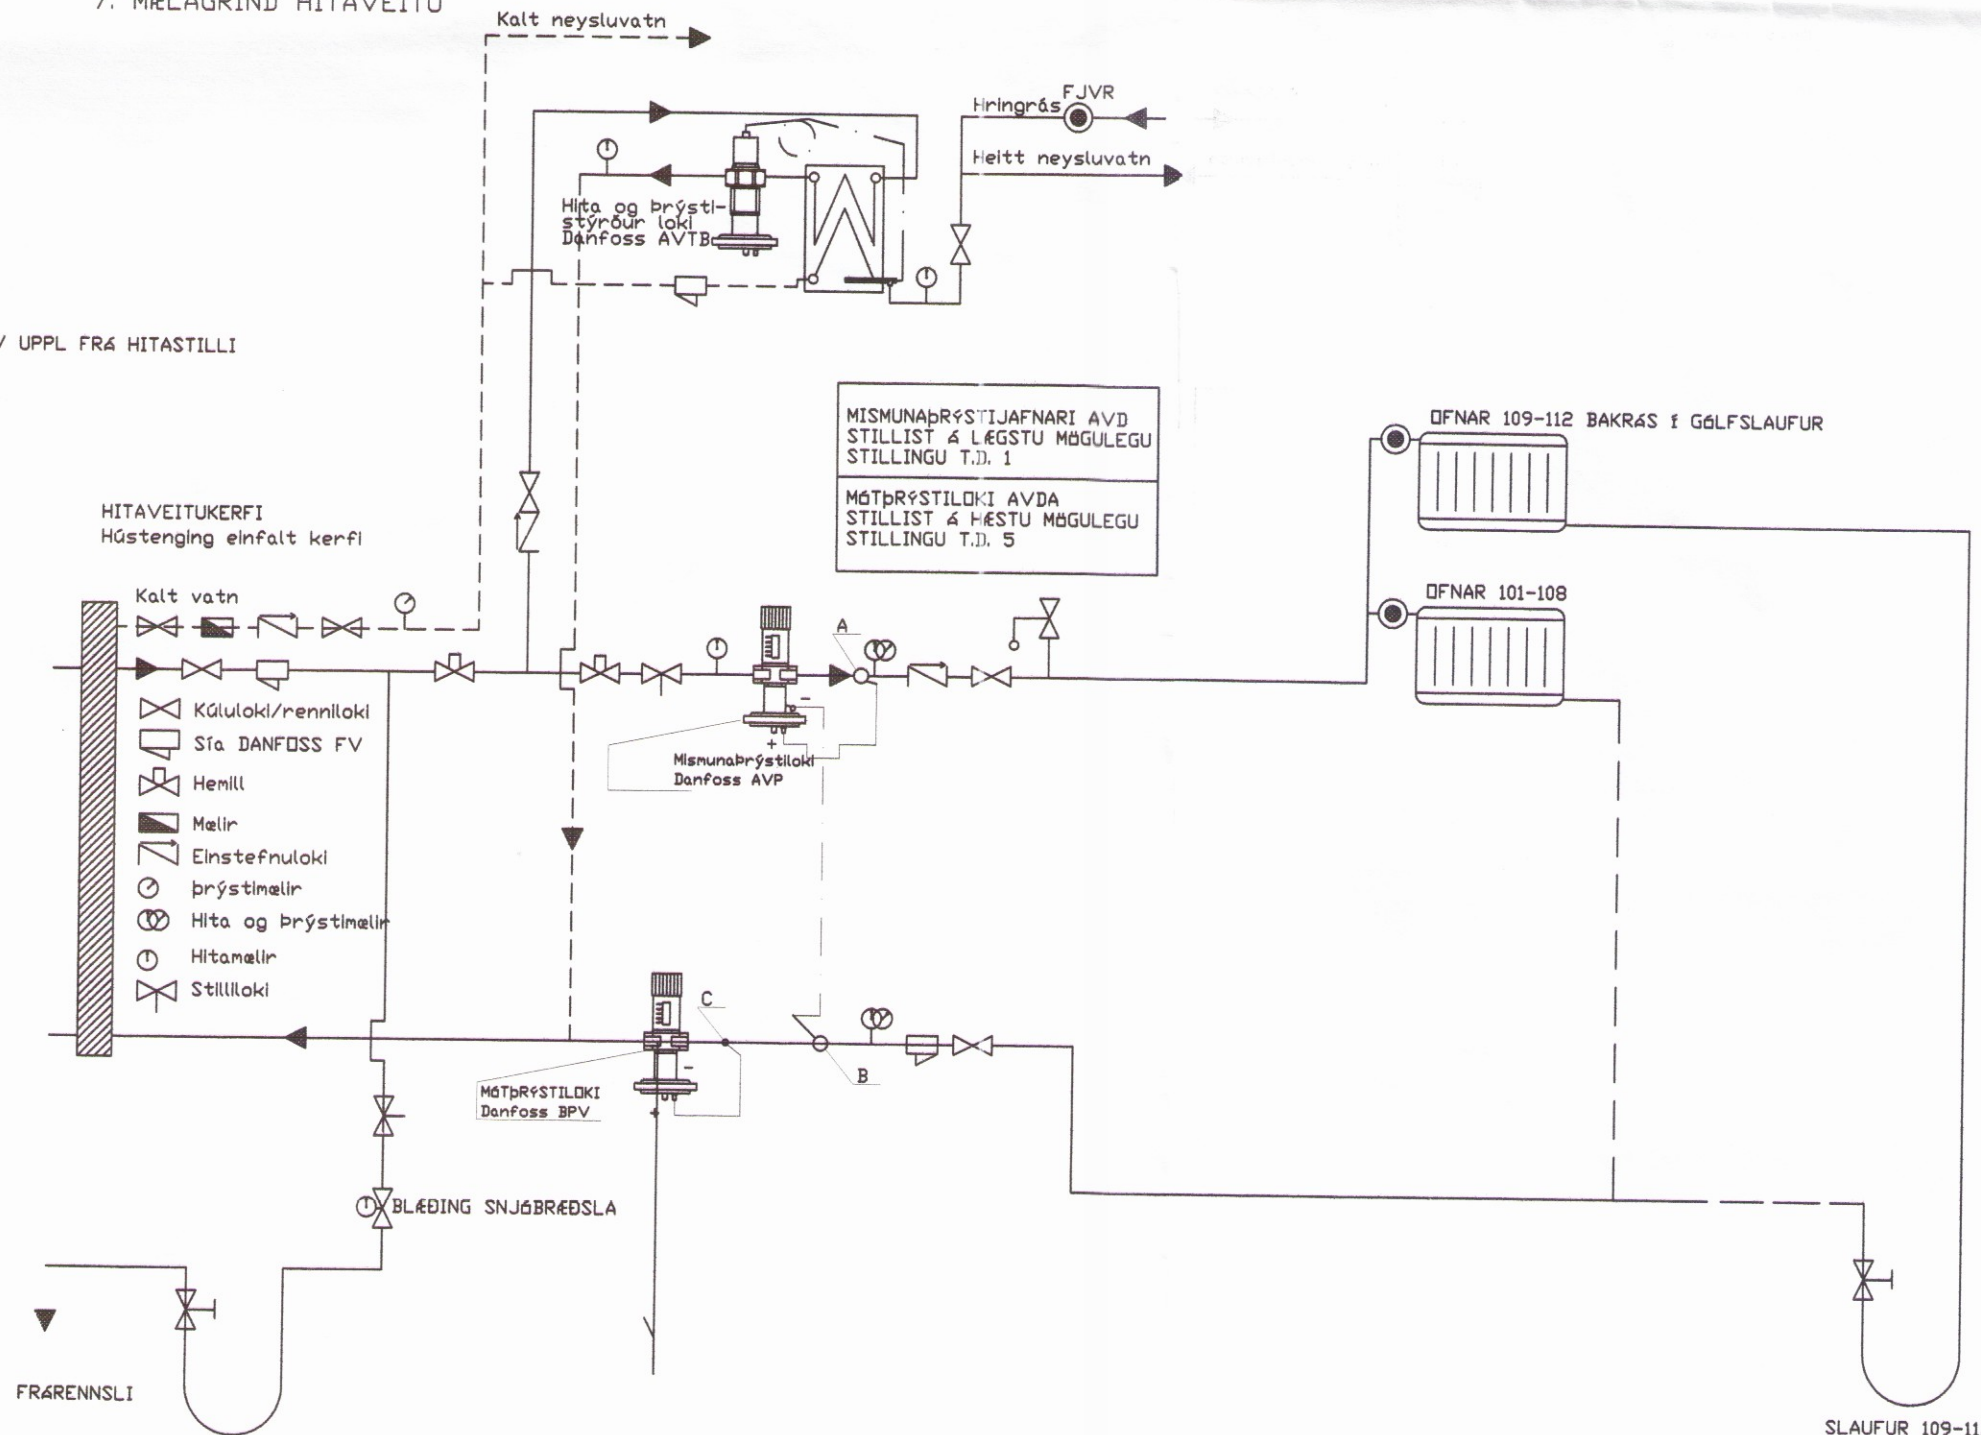 7. MÆLAGRIND HITAVEITU
Kalt neysluvatn
FJVR
Hringrás
Heitt neysluvatn
Hita og Þrýsti-
stýrður loki
Danfoss AVTB
UPPL FRÁ HITASTILLI
MISMUNAÞRÝSTIJAFNARI AVD
STILLIST Á LÆGSTU MÖGULEGU
STILLINGU T.D. 1
MÓTÞRÝSTILOKI AVDA
STILLIST Á HÆSTU MÖGULEGU
STILLINGU T.D. 5
OFNAR 109-112 BAKRÁS Í GÓLFSLAUFUR
HITAVEITUKERFI
Hústenging einfalt kerfi
OFNAR 101-108
Kalt vatn
A
Kúluloki/renniloki
Sía DANFOSS FV
Hemill
Mælir
Einstefnuloki
Þrýstimælir
Hita og Þrýstimælir
Hitamælir
Stilliloki
-
+
Mismunaþrýstiloki
Danfoss AVP
C
B
-
+
MÓTÞRÝSTILOKI
Danfoss BPV
BLÆÐING SNJÓBRÆÐSLA
FRÁRENNSLI
SLAUFUR 109-11